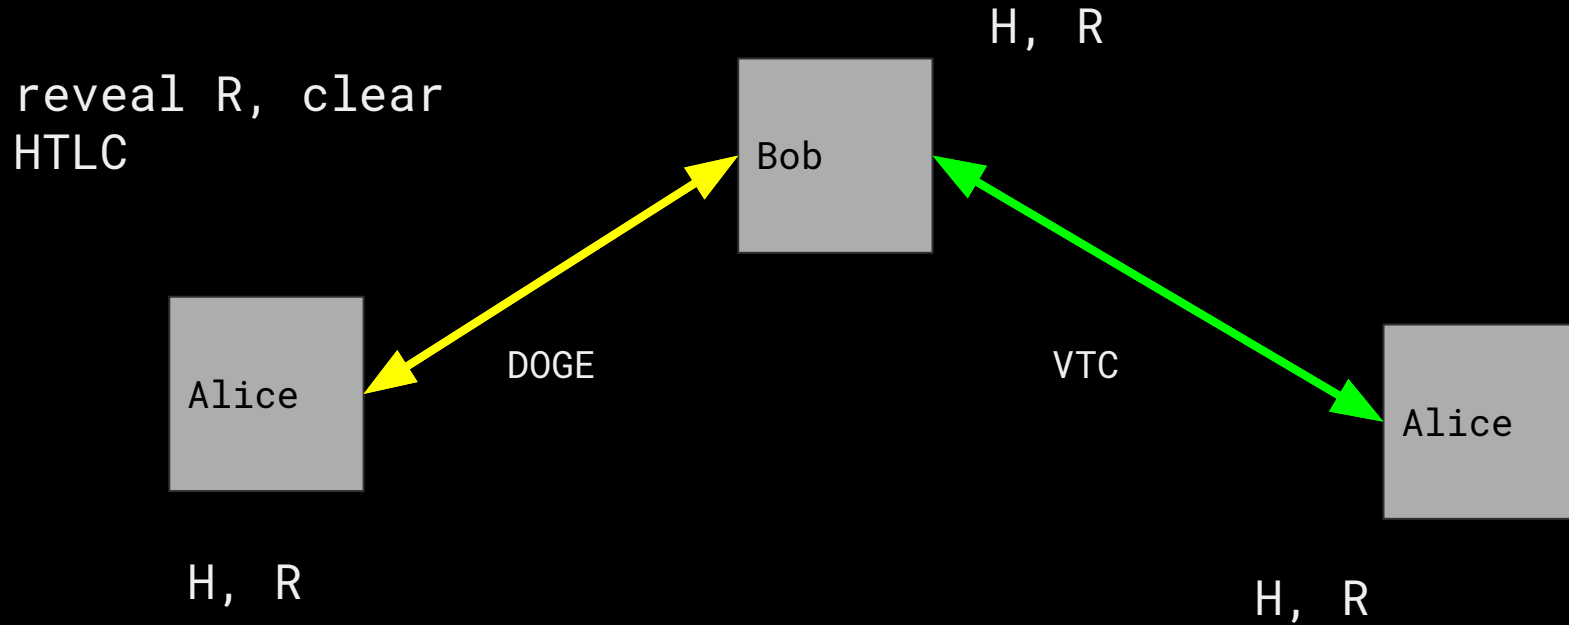 H, R
reveal R, clear
HTLC
Bob
DOGE
VTC
Alice
Alice
H, R
H, R